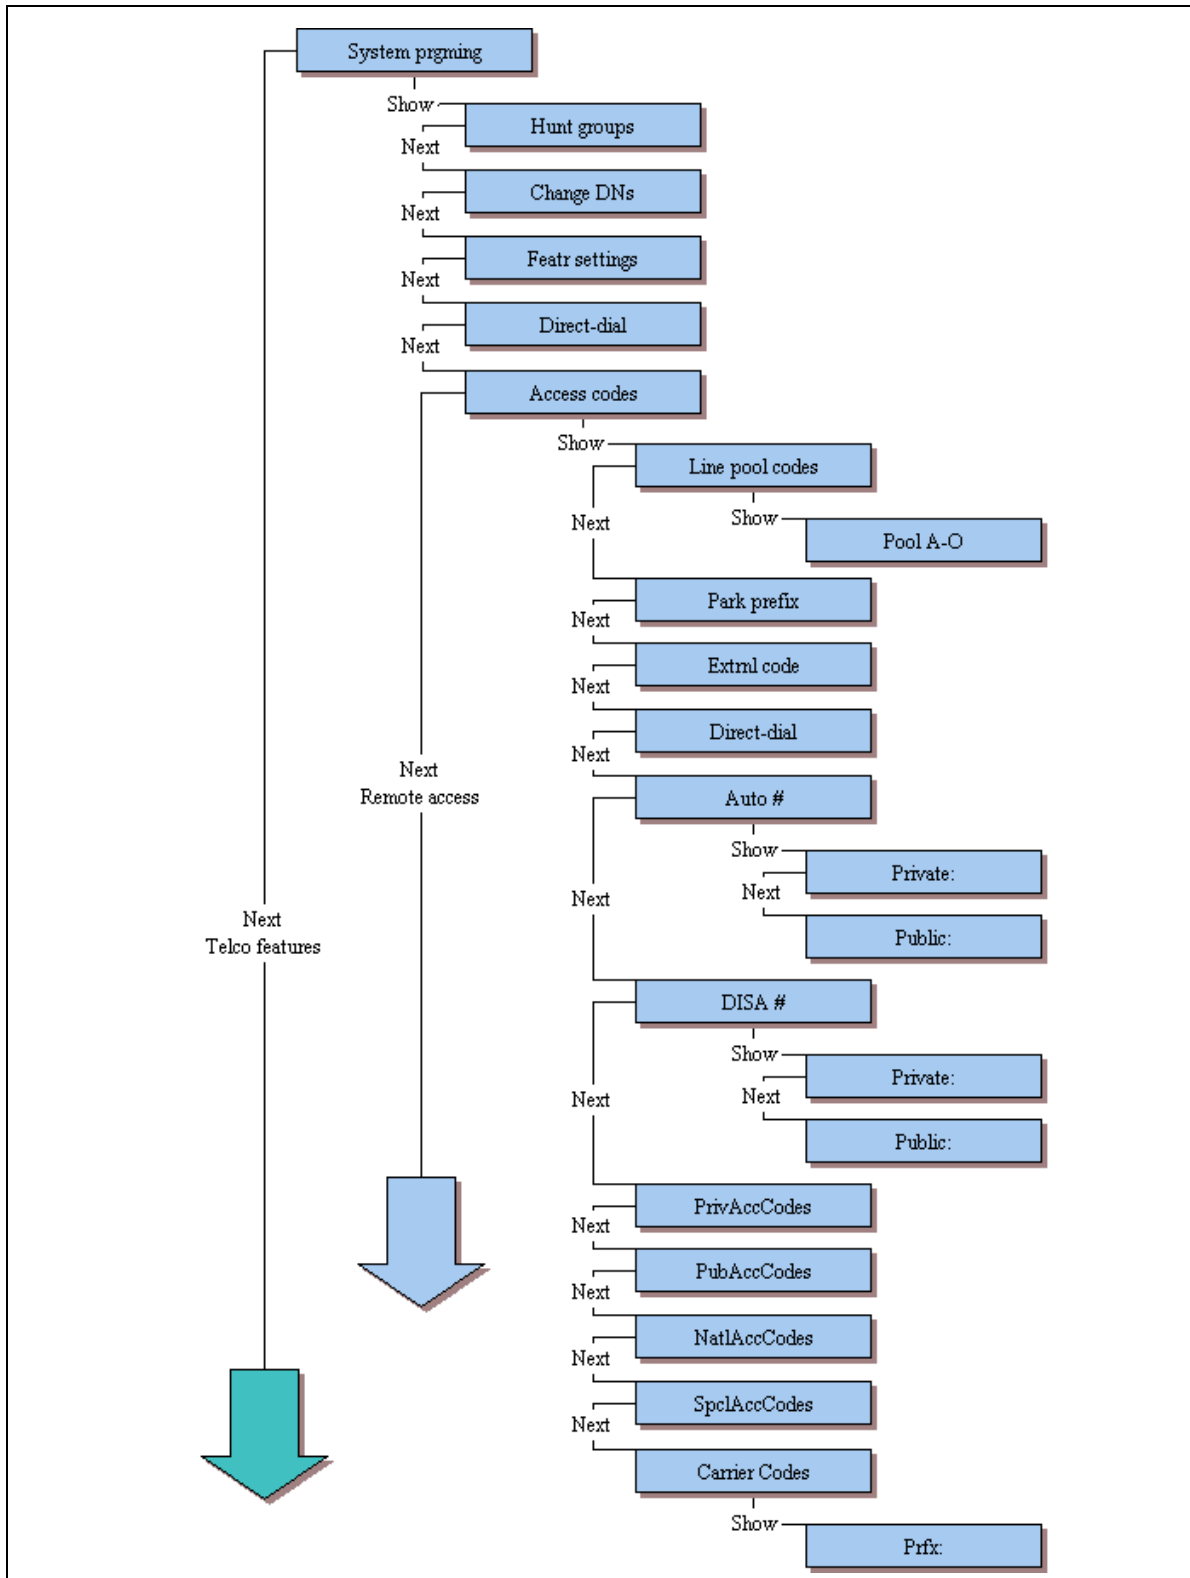 System prgming
Show
Hunt groups
Next
Change DNs
Next
Featr settings
Next
Direct-dial
Next
Access codes
Show
Line pool codes
Show
Next
Pool A-O
Park prefix
Next
Extrnl code
Next
Direct-dial
Next
Next
Remote access
Auto #
Show
Private:
Next
Next
Next
Telco features
Public:
DISA #
Show
Private:
Next
Next
Public:
PrivAccCodes
Next
PubAccCodes
Next
NatlAccCodes
Next
SpclAccCodes
Next
Carrier Codes
Show
Prfx: